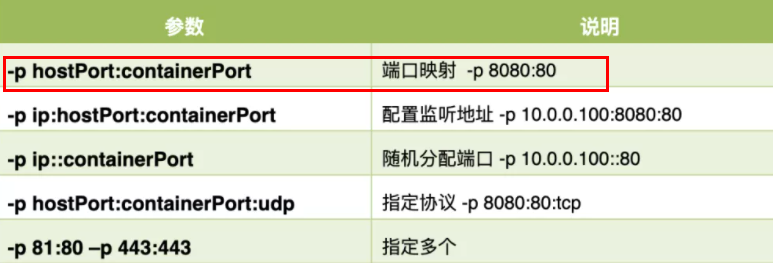 参数 说明
-p hostPort:containerPort 端口映射 -p 8080:80
-p ip:hostPort:containerPort 配置监听地址 -p 10.0.0.100:8080:80
-p ip::containerPort 随机分配端口 -p 10.0.0.100::80
-p hostPort:containerPort:udp 指定协议 -p 8080:80:tcp
-p 81:80 –p 443:443 指定多个